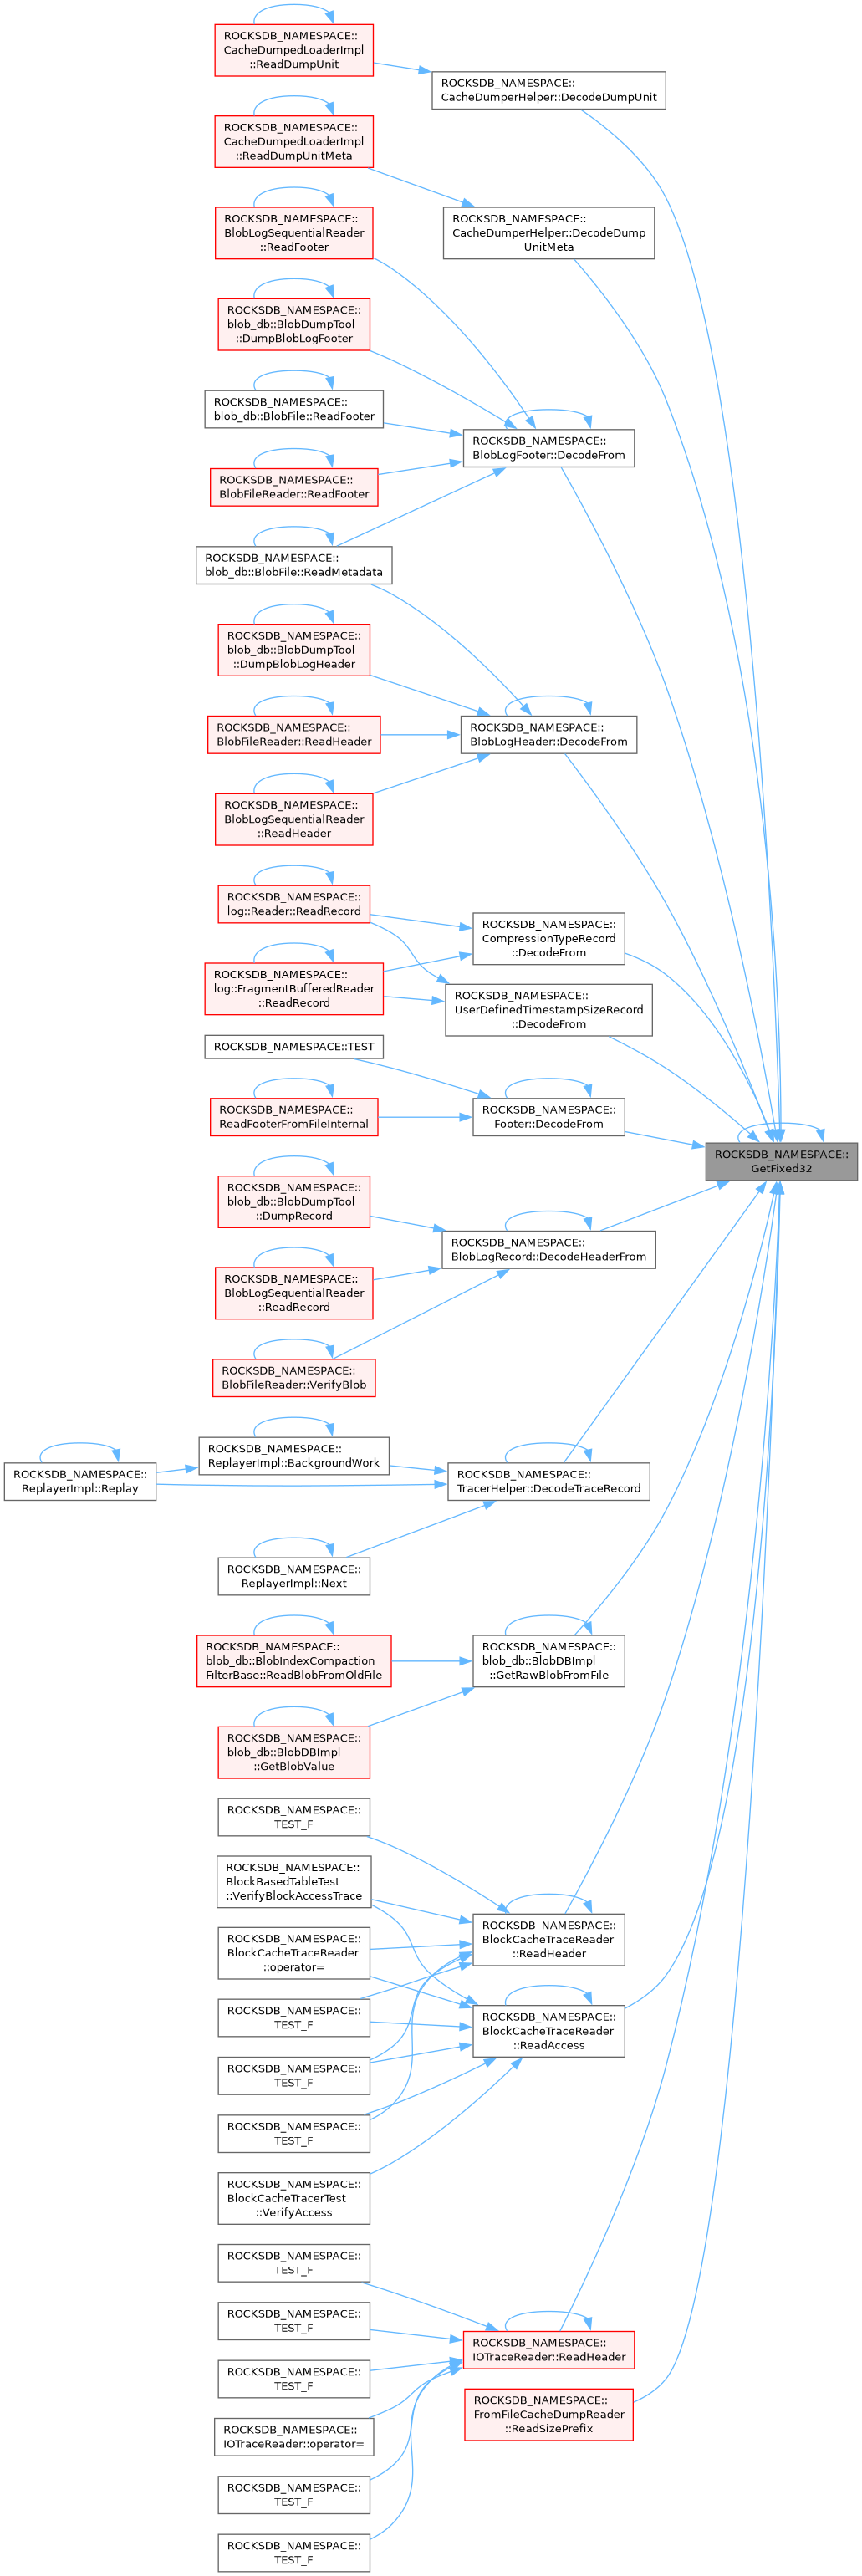 ROCKSDB_NAMESPACE::
CacheDumpedLoaderImpl
::ReadDumpUnit
ROCKSDB_NAMESPACE::
CacheDumperHelper::DecodeDumpUnit
ROCKSDB_NAMESPACE::
CacheDumpedLoaderImpl
::ReadDumpUnitMeta
ROCKSDB_NAMESPACE::
CacheDumperHelper::DecodeDump
UnitMeta
ROCKSDB_NAMESPACE::
BlobLogSequentialReader
::ReadFooter
ROCKSDB_NAMESPACE::
blob_db::BlobDumpTool
::DumpBlobLogFooter
ROCKSDB_NAMESPACE::
blob_db::BlobFile::ReadFooter
ROCKSDB_NAMESPACE::
BlobLogFooter::DecodeFrom
ROCKSDB_NAMESPACE::
BlobFileReader::ReadFooter
ROCKSDB_NAMESPACE::
blob_db::BlobFile::ReadMetadata
ROCKSDB_NAMESPACE::
blob_db::BlobDumpTool
::DumpBlobLogHeader
ROCKSDB_NAMESPACE::
BlobFileReader::ReadHeader
ROCKSDB_NAMESPACE::
BlobLogHeader::DecodeFrom
ROCKSDB_NAMESPACE::
BlobLogSequentialReader
::ReadHeader
ROCKSDB_NAMESPACE::
log::Reader::ReadRecord
ROCKSDB_NAMESPACE::
CompressionTypeRecord
::DecodeFrom
ROCKSDB_NAMESPACE::
log::FragmentBufferedReader
::ReadRecord
ROCKSDB_NAMESPACE::
UserDefinedTimestampSizeRecord
::DecodeFrom
ROCKSDB_NAMESPACE::TEST
ROCKSDB_NAMESPACE::
ReadFooterFromFileInternal
ROCKSDB_NAMESPACE::
Footer::DecodeFrom
ROCKSDB_NAMESPACE::
GetFixed32
ROCKSDB_NAMESPACE::
blob_db::BlobDumpTool
::DumpRecord
ROCKSDB_NAMESPACE::
BlobLogRecord::DecodeHeaderFrom
ROCKSDB_NAMESPACE::
BlobLogSequentialReader
::ReadRecord
ROCKSDB_NAMESPACE::
BlobFileReader::VerifyBlob
ROCKSDB_NAMESPACE::
ReplayerImpl::BackgroundWork
ROCKSDB_NAMESPACE::
ReplayerImpl::Replay
ROCKSDB_NAMESPACE::
TracerHelper::DecodeTraceRecord
ROCKSDB_NAMESPACE::
ReplayerImpl::Next
ROCKSDB_NAMESPACE::
blob_db::BlobIndexCompaction
FilterBase::ReadBlobFromOldFile
ROCKSDB_NAMESPACE::
blob_db::BlobDBImpl
::GetRawBlobFromFile
ROCKSDB_NAMESPACE::
blob_db::BlobDBImpl
::GetBlobValue
ROCKSDB_NAMESPACE::
TEST_F
ROCKSDB_NAMESPACE::
BlockBasedTableTest
::VerifyBlockAccessTrace
ROCKSDB_NAMESPACE::
BlockCacheTraceReader
::ReadHeader
ROCKSDB_NAMESPACE::
BlockCacheTraceReader
::operator=
ROCKSDB_NAMESPACE::
TEST_F
ROCKSDB_NAMESPACE::
BlockCacheTraceReader
::ReadAccess
ROCKSDB_NAMESPACE::
TEST_F
ROCKSDB_NAMESPACE::
TEST_F
ROCKSDB_NAMESPACE::
BlockCacheTracerTest
::VerifyAccess
ROCKSDB_NAMESPACE::
TEST_F
ROCKSDB_NAMESPACE::
TEST_F
ROCKSDB_NAMESPACE::
IOTraceReader::ReadHeader
ROCKSDB_NAMESPACE::
TEST_F
ROCKSDB_NAMESPACE::
FromFileCacheDumpReader
::ReadSizePrefix
ROCKSDB_NAMESPACE::
IOTraceReader::operator=
ROCKSDB_NAMESPACE::
TEST_F
ROCKSDB_NAMESPACE::
TEST_F